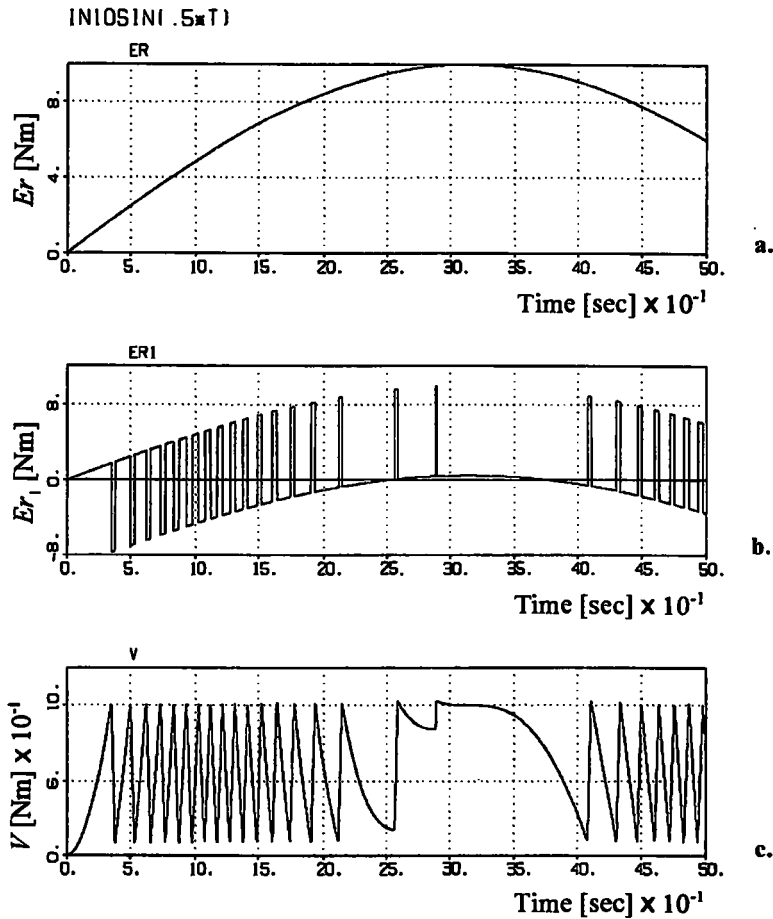 IN10SIN( .5*T)
ER
Er [Nm]
8.
4.
0.
0. 5. 10. 15. 20. 25. 30. 35. 40. 45. 50.
Time [sec] x 10⁻¹
a.
ER1
Er₁ [Nm]
8.
0.
-8.
0. 5. 10. 15. 20. 25. 30. 35. 40. 45. 50.
Time [sec] x 10⁻¹
b.
V
V [Nm] x 10⁻¹
10.
5.
0.
0. 5. 10. 15. 20. 25. 30. 35. 40. 45. 50.
Time [sec] x 10⁻¹
c.